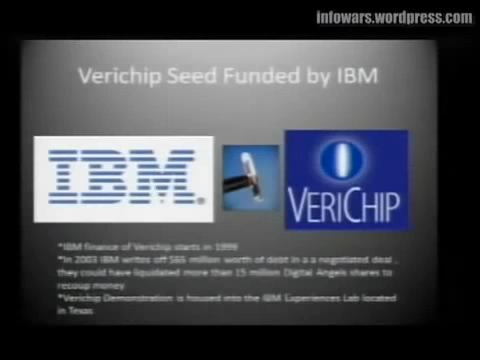 infowars.wordpress.com
Verichip Seed Funded by IBM
IBM®
VERICHIP
*IBM finance of Verichip starts in 1999
*In 2003 IBM writes off $65 million worth of debt in a a negotiated deal ,
they could have liquidated more than 15 million Digital Angels shares to
recoup money
*Verichip Demonstration is housed into the IBM Experiences Lab located
in Texas